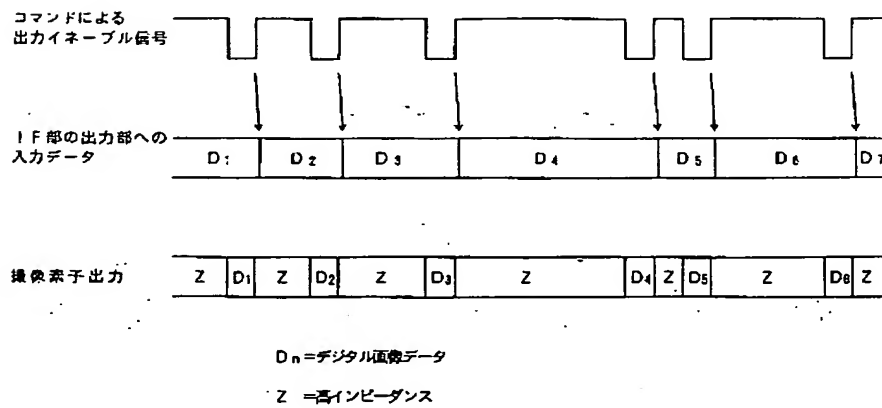 コマンドによる
出力イネーブル信号
IF部の出力部への
入力データ
D1 D2 D3 D4 D5 D6 D7
撮像素子出力
Z D1 Z D2 Z D3 Z D4 Z D5 Z D6 Z
Dn=デジタル画像データ
Z =高インピーダンス